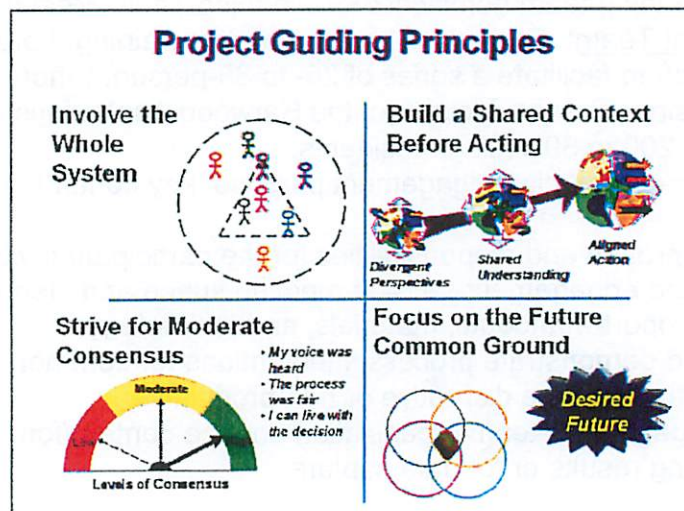 Project Guiding Principles
Involve the
Whole
System
Build a Shared Context
Before Acting
Divergent
Perspectives
Shared
Understanding
Aligned
Action
Strive for Moderate
Consensus
• My voice was
heard
• The process
was fair
• I can live with
the decision
Moderate
Low
Levels of Consensus
Focus on the Future
Common Ground
Desired
Future